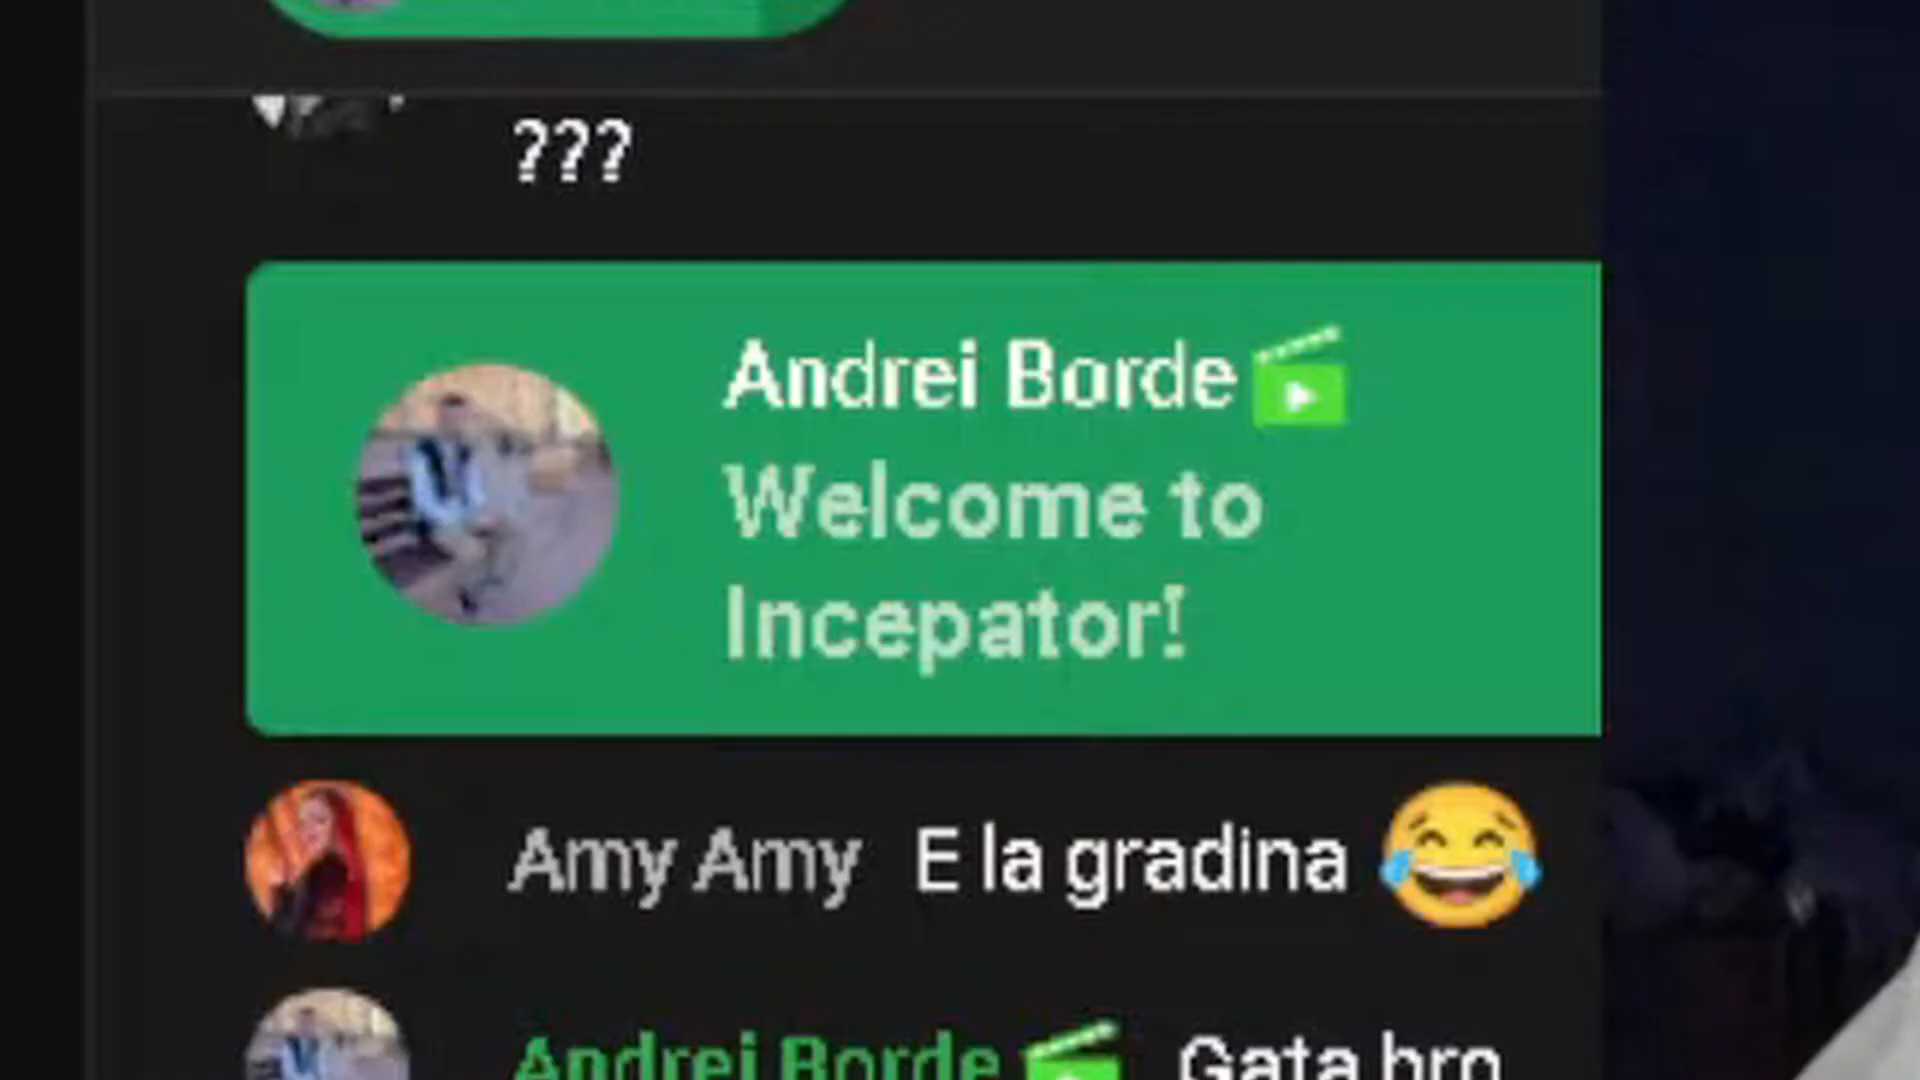 ???
Andrei Borde
Welcome to
Incepator!
Amy Amy E la gradina 😂
Andrei Borde Gata bro